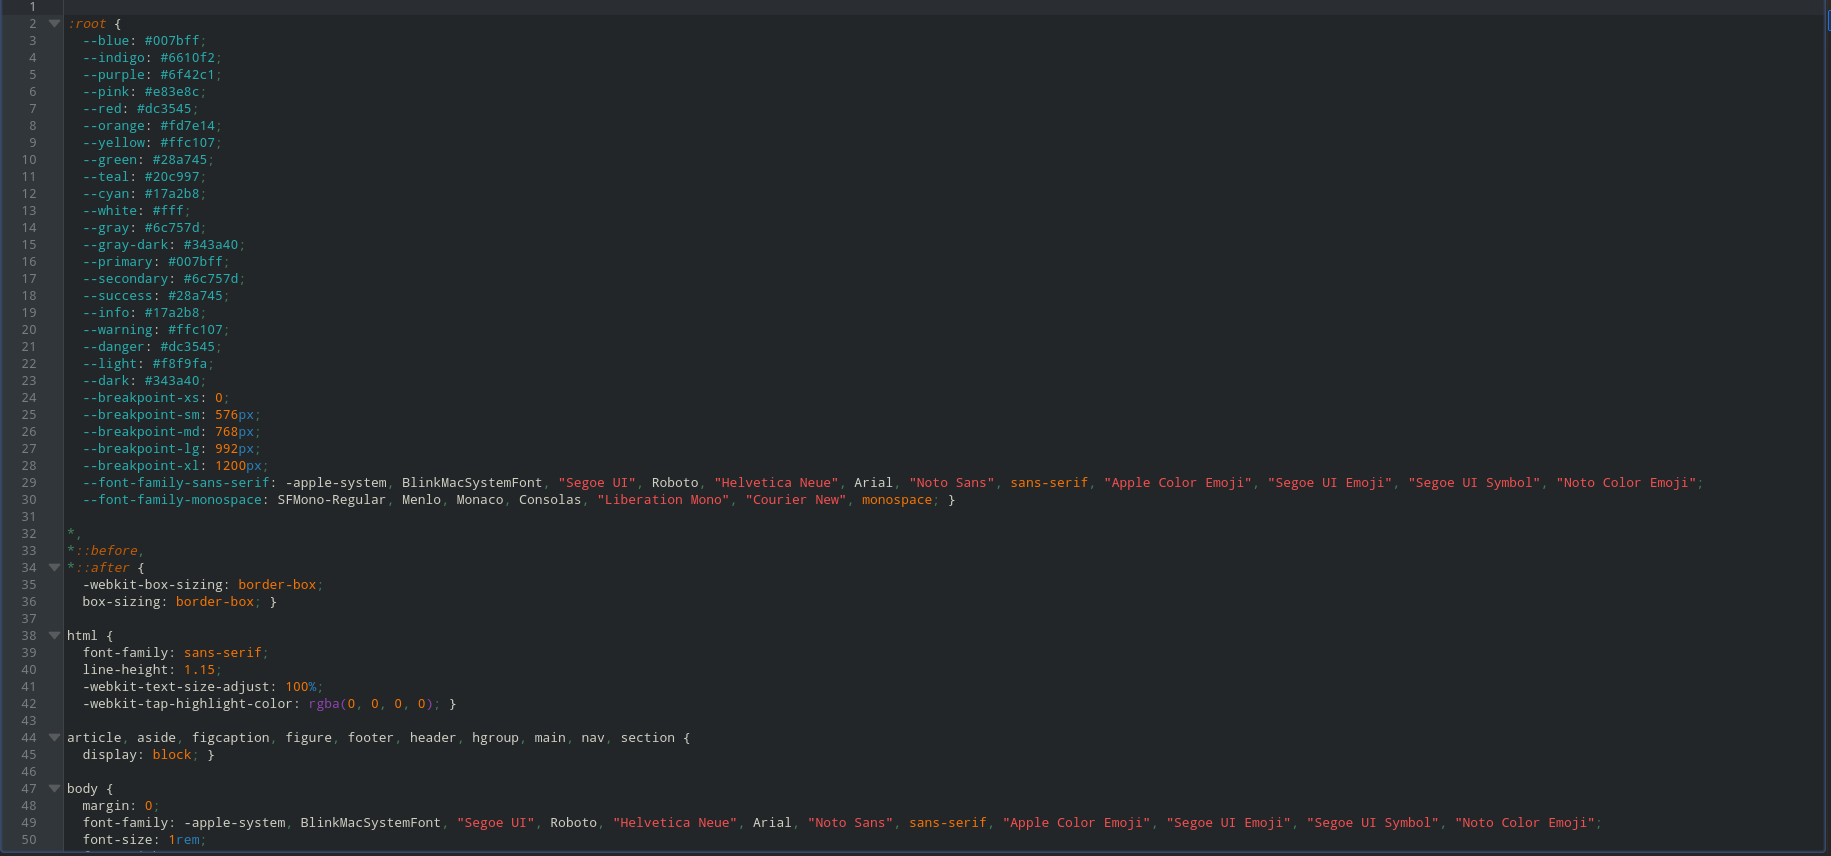 1
2 :root {
3 --blue: #007bff;
4 --indigo: #6610f2;
5 --purple: #6f42c1;
6 --pink: #e83e8c;
7 --red: #dc3545;
8 --orange: #fd7e14;
9 --yellow: #ffc107;
10 --green: #28a745;
11 --teal: #20c997;
12 --cyan: #17a2b8;
13 --white: #fff;
14 --gray: #6c757d;
15 --gray-dark: #343a40;
16 --primary: #007bff;
17 --secondary: #6c757d;
18 --success: #28a745;
19 --info: #17a2b8;
20 --warning: #ffc107;
21 --danger: #dc3545;
22 --light: #f8f9fa;
23 --dark: #343a40;
24 --breakpoint-xs: 0;
25 --breakpoint-sm: 576px;
26 --breakpoint-md: 768px;
27 --breakpoint-lg: 992px;
28 --breakpoint-xl: 1200px;
29 --font-family-sans-serif: -apple-system, BlinkMacSystemFont, "Segoe UI", Roboto, "Helvetica Neue", Arial, "Noto Sans", sans-serif, "Apple Color Emoji", "Segoe UI Emoji", "Segoe UI Symbol", "Noto Color Emoji";
30 --font-family-monospace: SFMono-Regular, Menlo, Monaco, Consolas, "Liberation Mono", "Courier New", monospace; }
31
32 *,
33 *::before,
34 *::after {
35 -webkit-box-sizing: border-box;
36 box-sizing: border-box; }
37
38 html {
39 font-family: sans-serif;
40 line-height: 1.15;
41 -webkit-text-size-adjust: 100%;
42 -webkit-tap-highlight-color: rgba(0, 0, 0, 0); }
43
44 article, aside, figcaption, figure, footer, header, hgroup, main, nav, section {
45 display: block; }
46
47 body {
48 margin: 0;
49 font-family: -apple-system, BlinkMacSystemFont, "Segoe UI", Roboto, "Helvetica Neue", Arial, "Noto Sans", sans-serif, "Apple Color Emoji", "Segoe UI Emoji", "Segoe UI Symbol", "Noto Color Emoji";
50 font-size: 1rem;